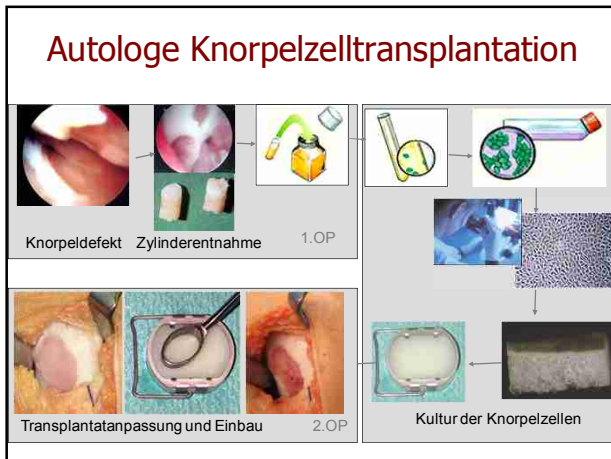 Autologe Knorpelzelltransplantation
Knorpeldefekt
Zylinderentnahme
1.OP
Kultur der Knorpelzellen
Transplantatanpassung und Einbau
2.OP